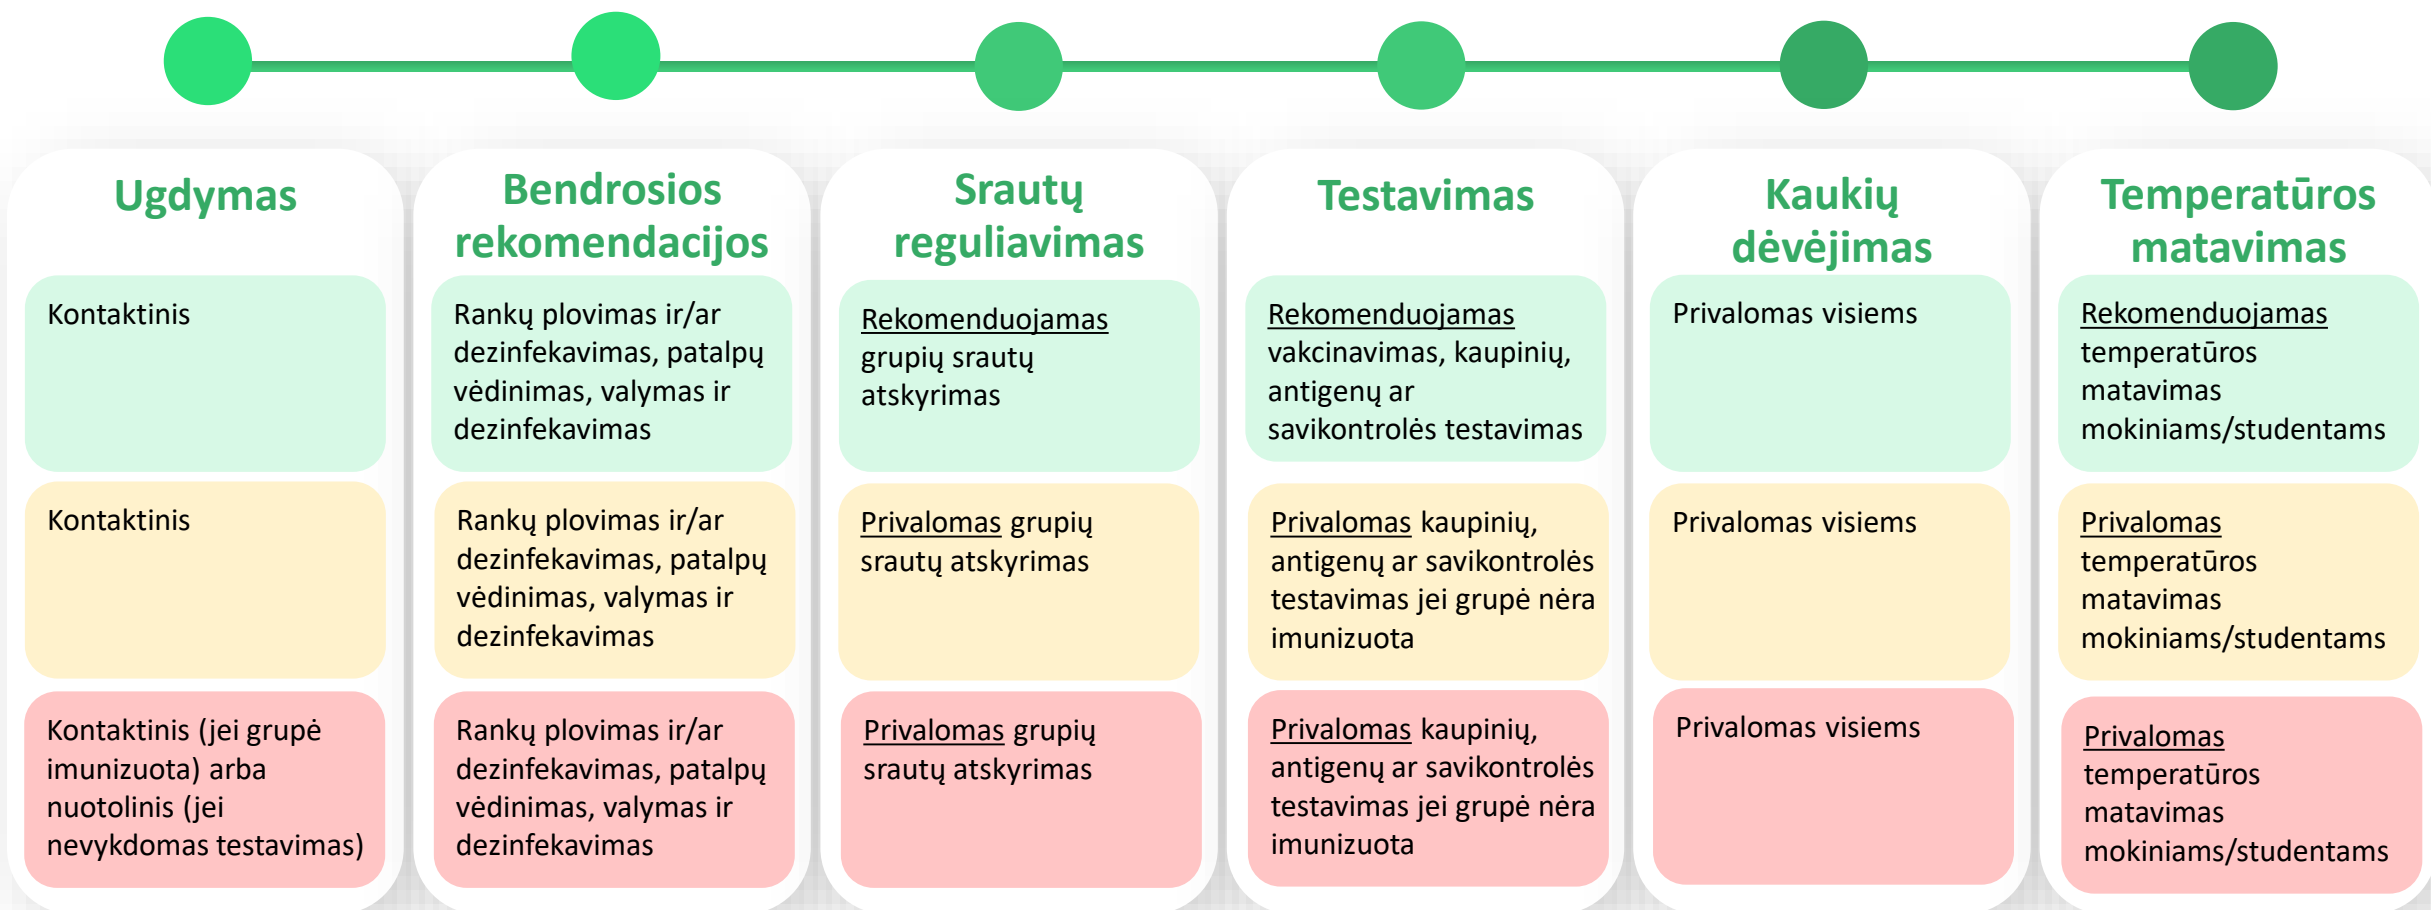 Ugdymas
Kontaktinis
Kontaktinis
Kontaktinis (jei grupė
imunizuota) arba
nuotolinis (jei
nevykdomas testavimas)
Bendrosios
rekomendacijos
Rankų plovimas ir/ar
dezinfekavimas, patalpų
vėdinimas, valymas ir
dezinfekavimas
Rankų plovimas ir/ar
dezinfekavimas, patalpų
vėdinimas, valymas ir
dezinfekavimas
Rankų plovimas ir/ar
dezinfekavimas, patalpų
vėdinimas, valymas ir
dezinfekavimas
Srautų
reguliavimas
Rekomenduojamas
grupių srautų
atskyrimas
Privalomas grupių
srautų atskyrimas
Privalomas grupių
srautų atskyrimas
Testavimas
Rekomenduojamas
vakcinavimas, kaupinių,
antigenų ar
savikontrolės testavimas
Privalomas kaupinių,
antigenų ar savikontrolės
testavimas jei grupė nėra
imunizuota
Privalomas kaupinių,
antigenų ar savikontrolės
testavimas jei grupė nėra
imunizuota
Kaukių
dėvėjimas
Privalomas visiems
Privalomas visiems
Privalomas visiems
Temperatūros
matavimas
Rekomenduojamas
temperatūros
matavimas
mokiniams/studentams
Privalomas
temperatūros
matavimas
mokiniams/studentams
Privalomas
temperatūros
matavimas
mokiniams/studentams